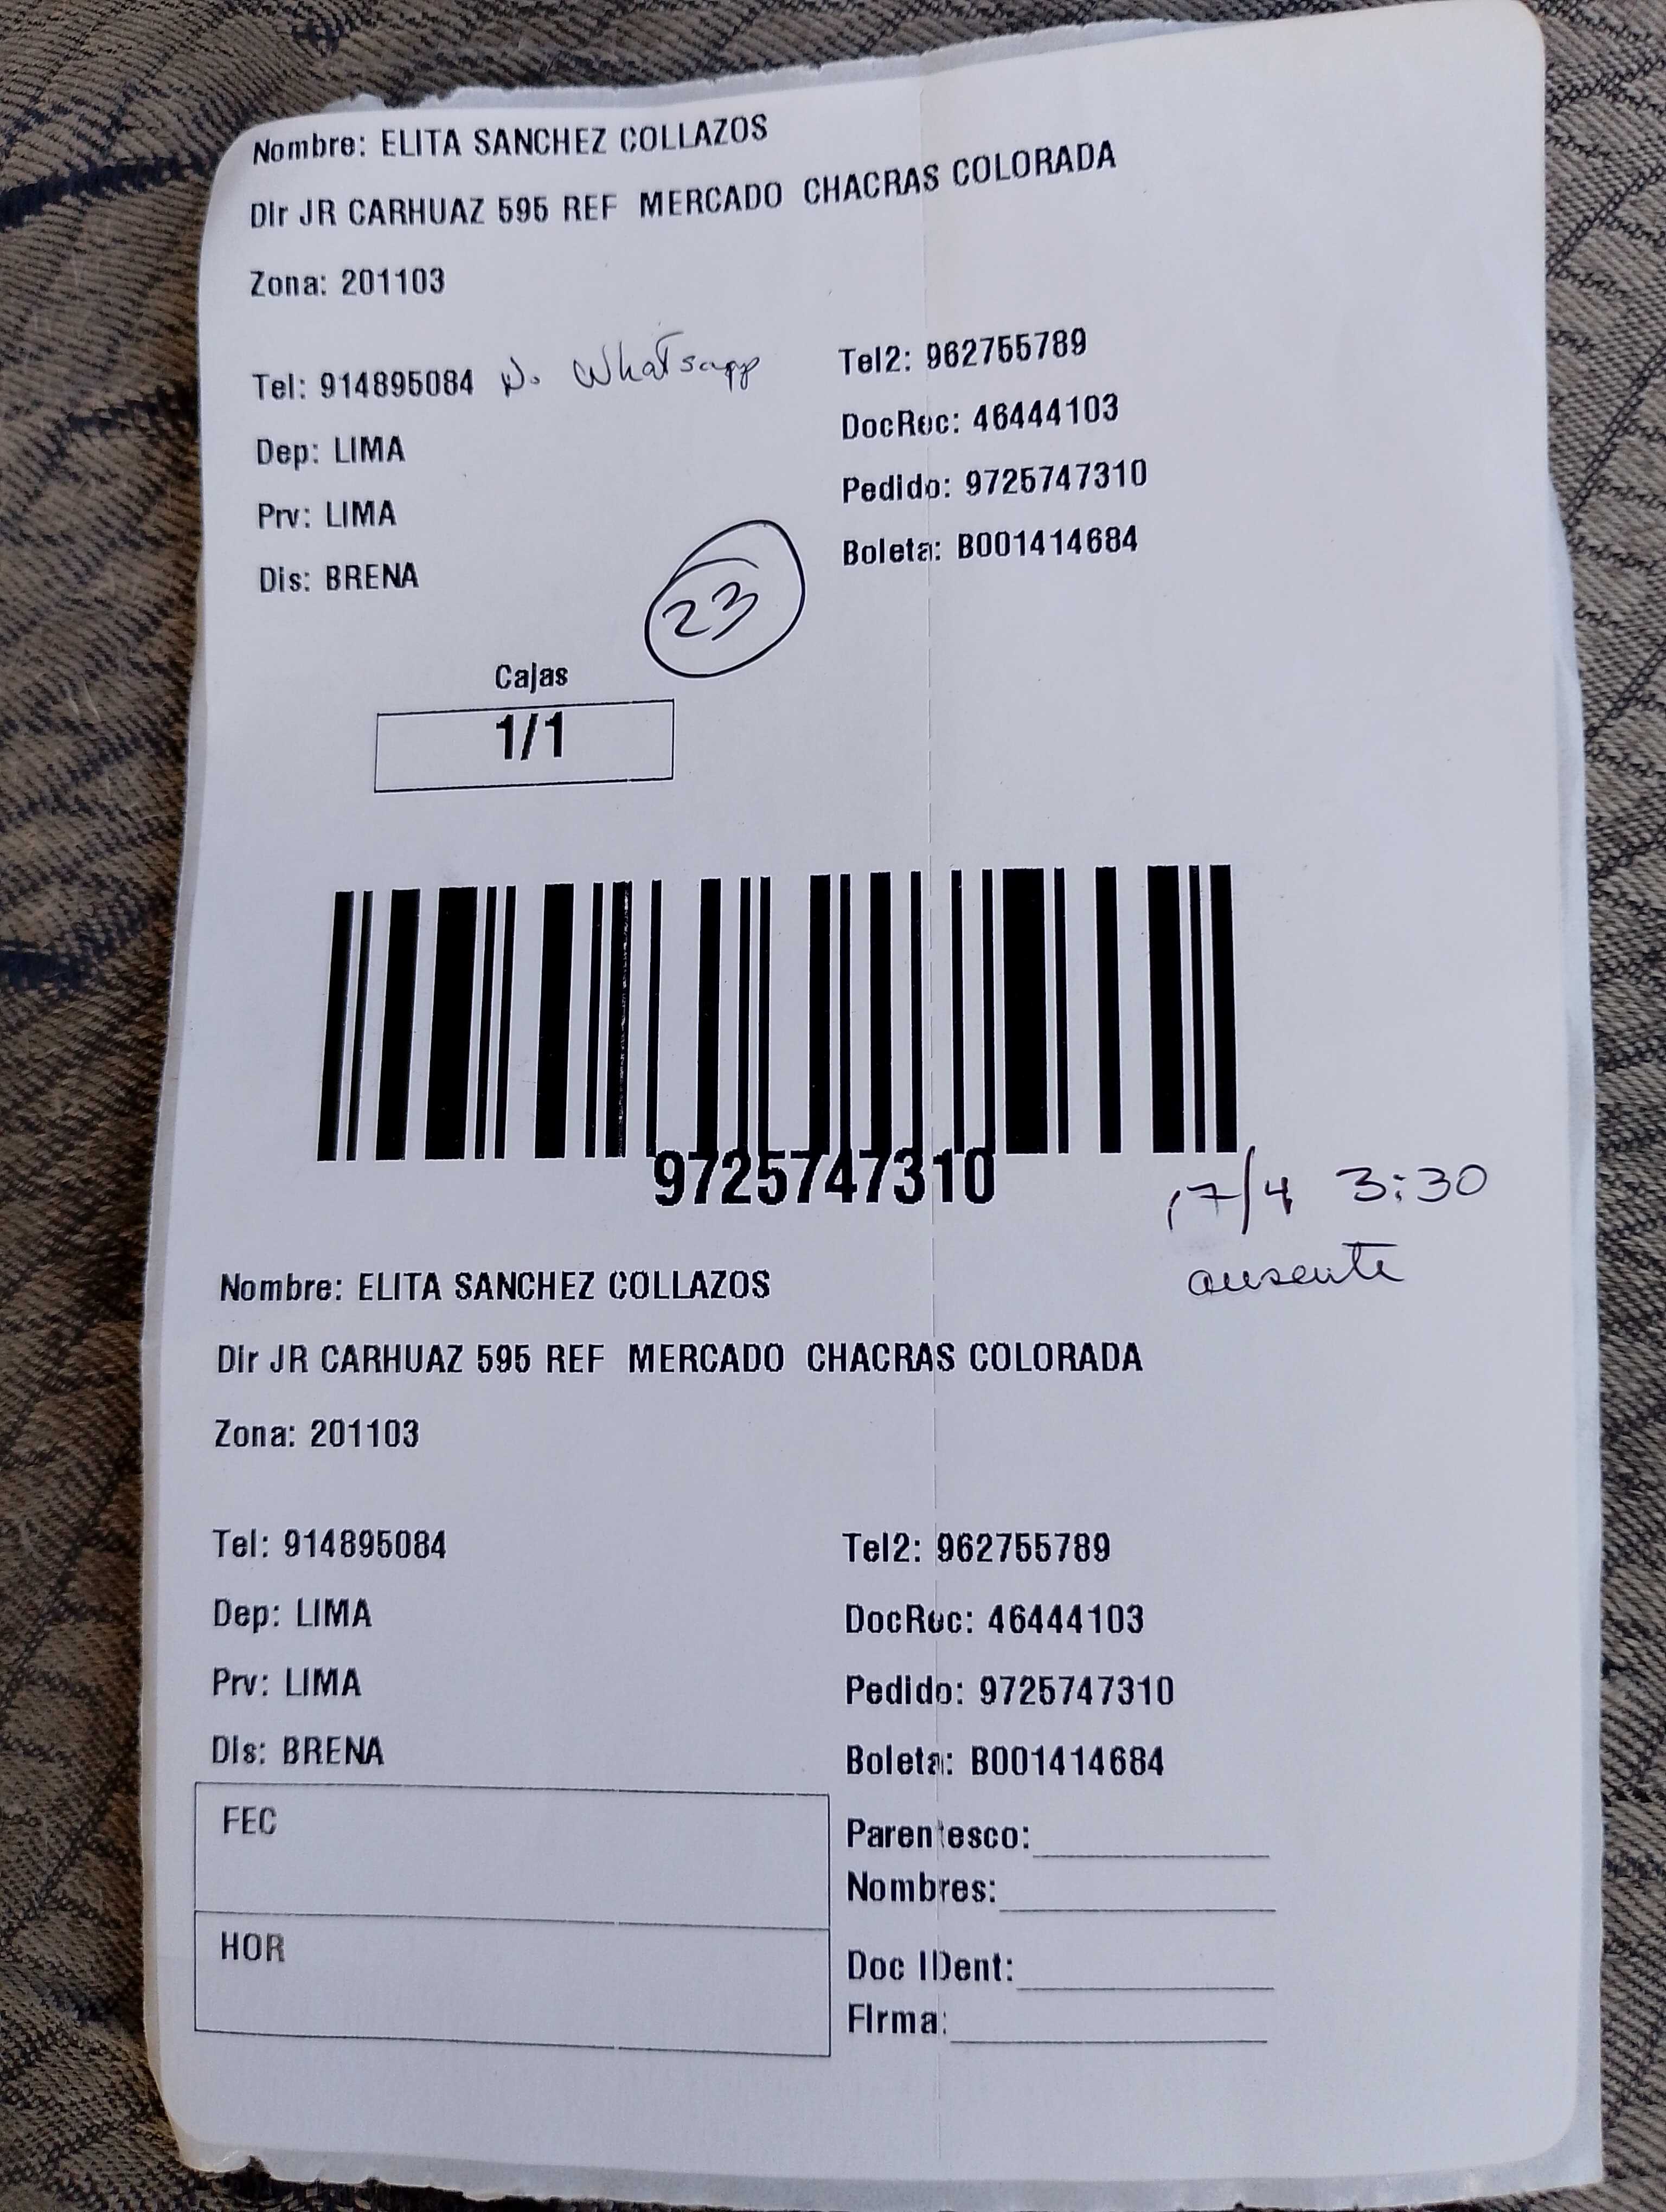 Nombre: ELITA SANCHEZ COLLAZOS
Dir JR CARHUAZ 595 REF MERCADO CHACRAS COLORADA
Zona: 201103
Tel: 914895084 No Whatsapp
Tel2: 962755789
DocRec: 46444103
Dep: LIMA
Pedido: 9725747310
Prv: LIMA
Boleta: B001414684
Dis: BRENA
23
Cajas
1/1
9725747310
17/4 3:30
ausente
Nombre: ELITA SANCHEZ COLLAZOS
Dir JR CARHUAZ 595 REF MERCADO CHACRAS COLORADA
Zona: 201103
Tel: 914895084
Tel2: 962755789
Dep: LIMA
DocRec: 46444103
Prv: LIMA
Pedido: 9725747310
Dis: BRENA
Boleta: B001414684
FEC
Parentesco:
Nombres:
HOR
Doc IDent:
Firma: